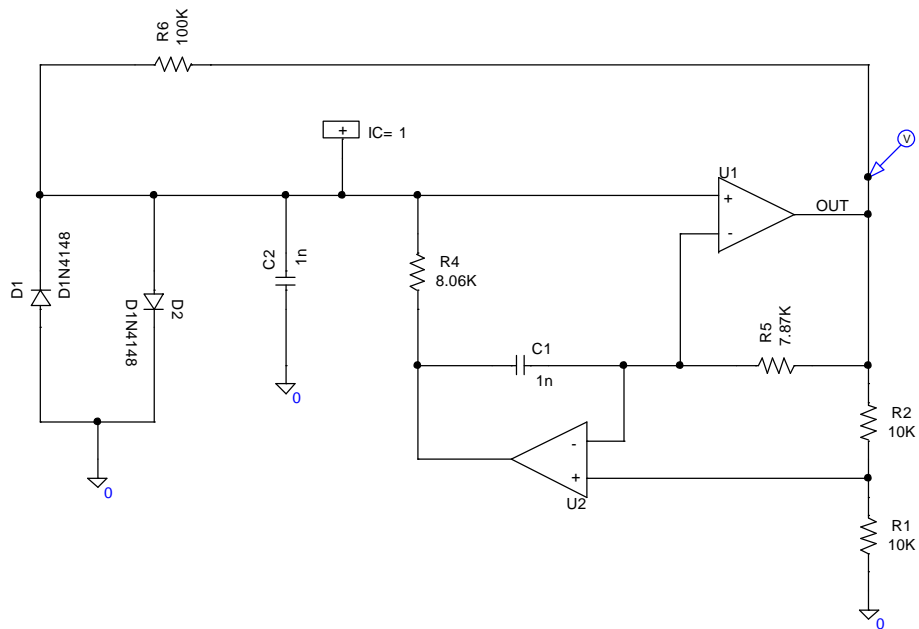 R6
100K
+
IC= 1
V
U1
+
-
OUT
D1
D1N4148
D1N4148
D2
C2
1n
R4
8.06K
R5
7.87K
C1
1n
0
-
+
U2
R2
10K
0
R1
10K
0